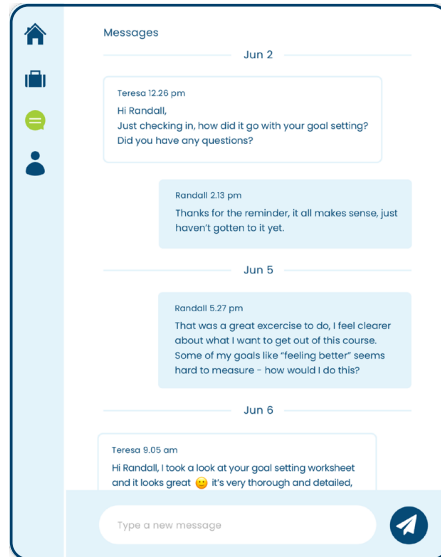 Messages
Jun 2
Teresa 12.26 pm
Hi Randall,
Just checking in, how did it go with your goal setting?
Did you have any questions?
Randall 2.13 pm
Thanks for the reminder, it all makes sense, just
haven't gotten to it yet.
Jun 5
Randall 5.27 pm
That was a great excercise to do, I feel clearer
about what I want to get out of this course.
Some of my goals like “feeling better” seems
hard to measure - how would I do this?
Jun 6
Teresa 9.05 am
Hi Randall, I took a look at your goal setting worksheet
and it looks great 🙂 it's very thorough and detailed,
Type a new message